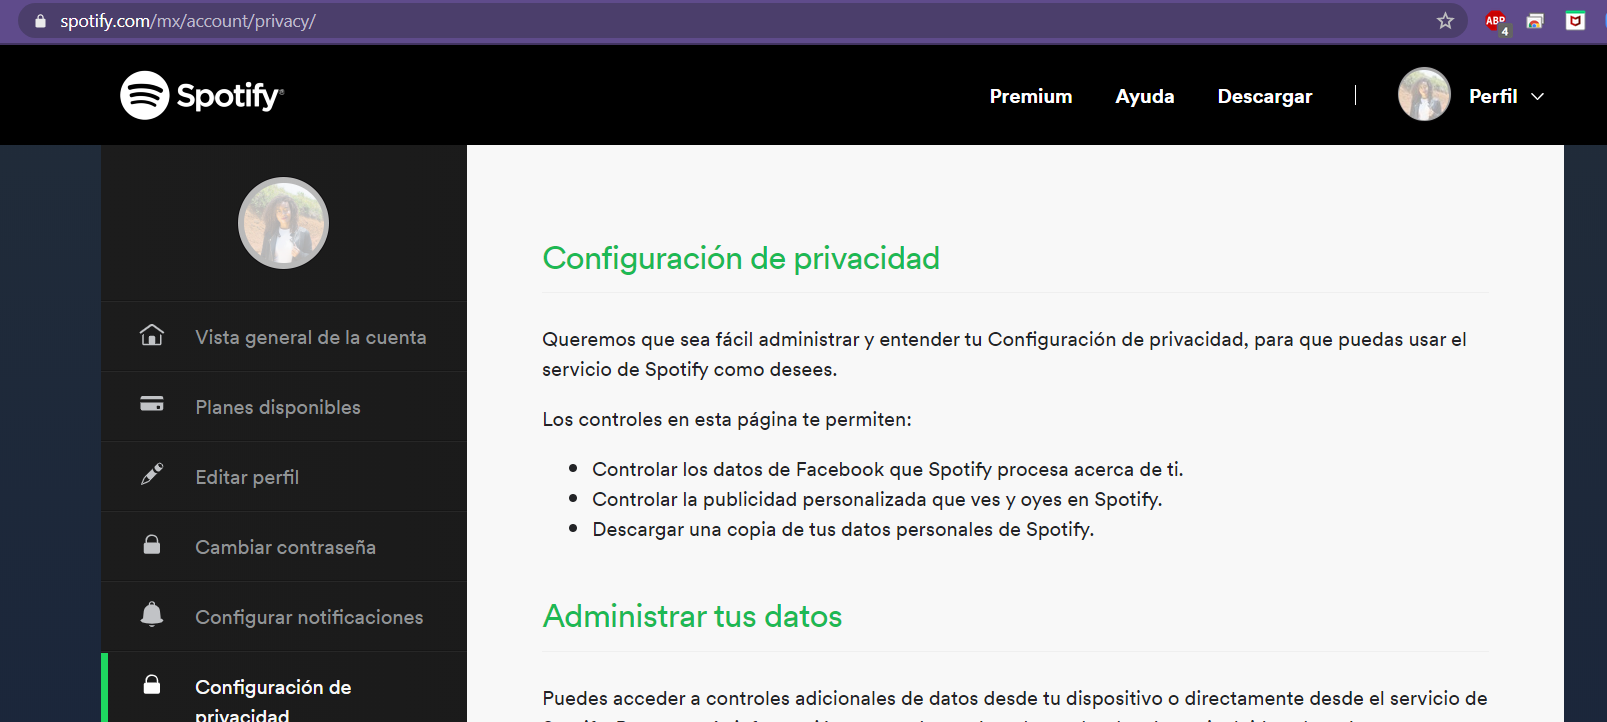 spotify.com/mx/account/privacy/
ABP
4
Spotify®
Premium
Ayuda
Descargar
Perfil
Vista general de la cuenta
Planes disponibles
Editar perfil
Cambiar contraseña
Configurar notificaciones
Configuración de
privacidad
Configuración de privacidad
Queremos que sea fácil administrar y entender tu Configuración de privacidad, para que puedas usar el
servicio de Spotify como desees.
Los controles en esta página te permiten:
Controlar los datos de Facebook que Spotify procesa acerca de ti.
Controlar la publicidad personalizada que ves y oyes en Spotify.
Descargar una copia de tus datos personales de Spotify.
Administrar tus datos
Puedes acceder a controles adicionales de datos desde tu dispositivo o directamente desde el servicio de